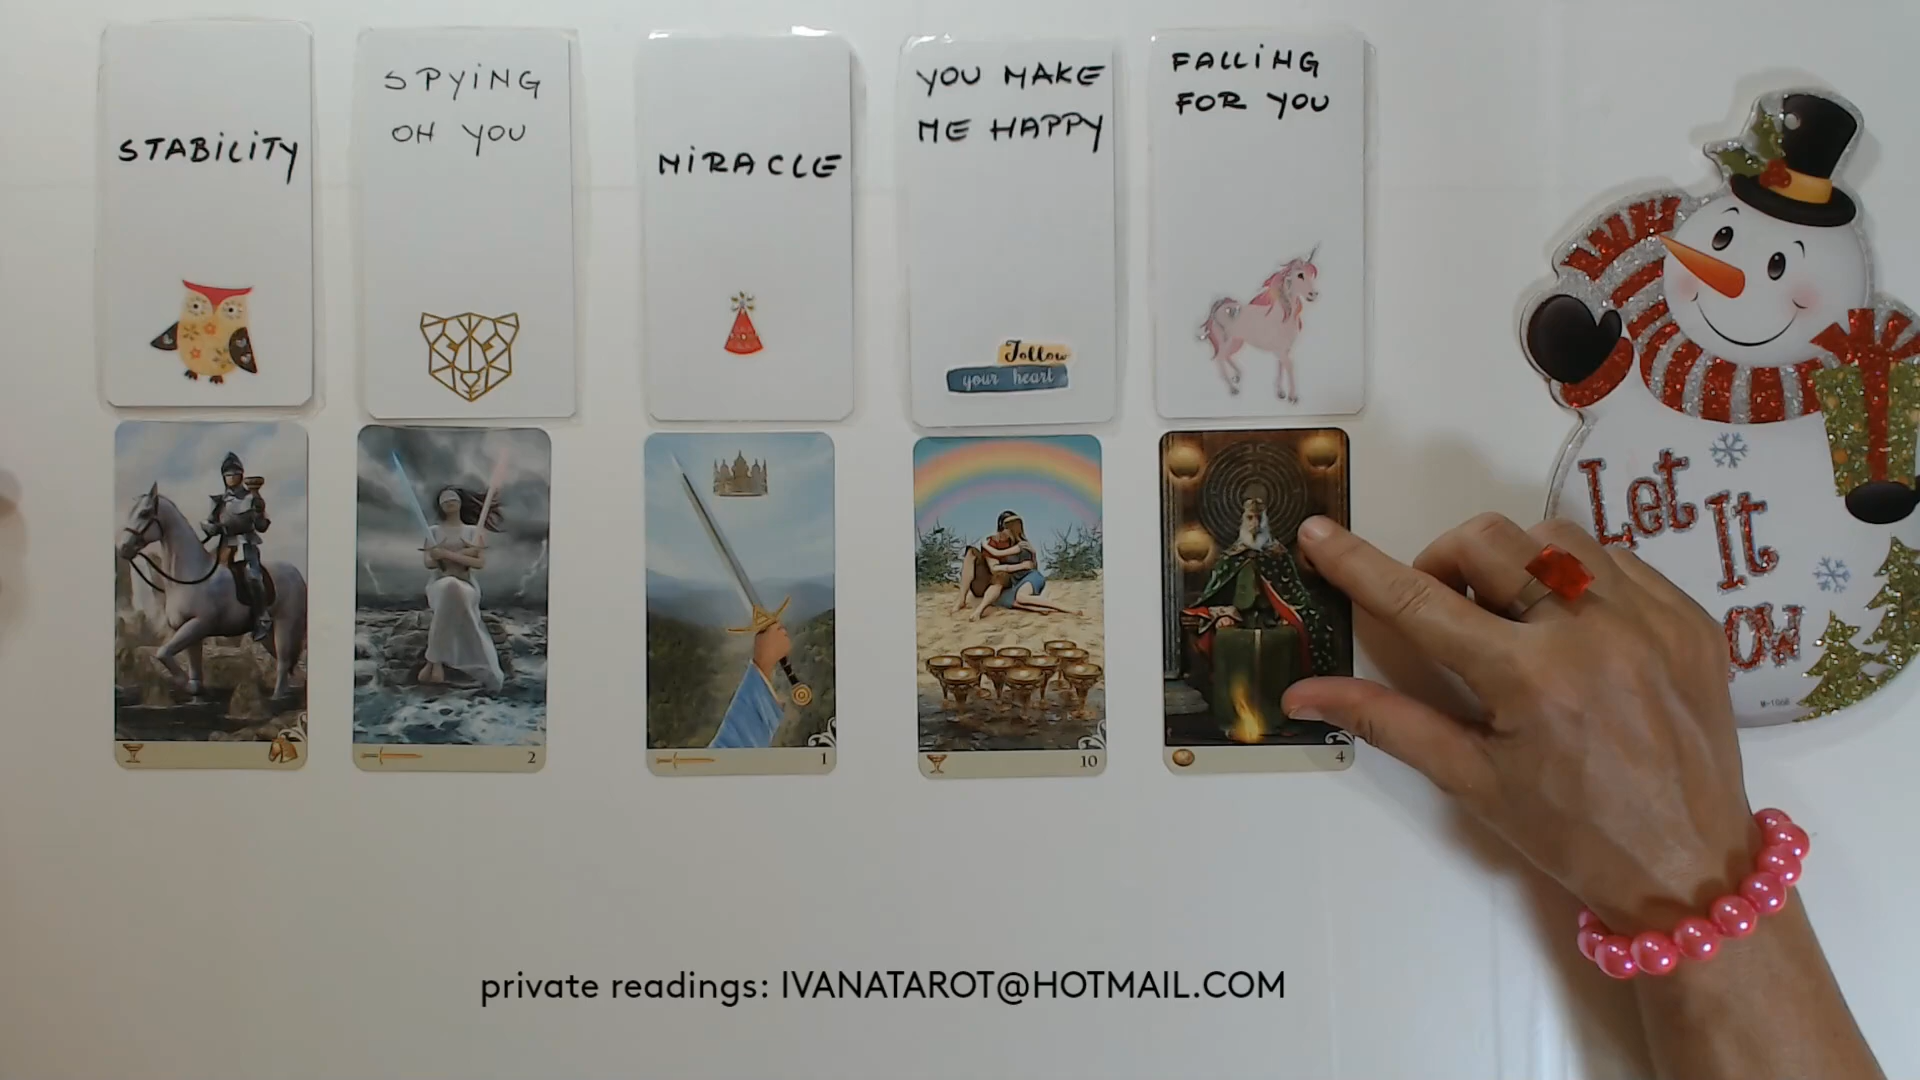 STABILITY
SPYING
ON YOU
MIRACLE
YOU MAKE
ME HAPPY
Follow
your heart
FALLING
FOR YOU
2
1
10
4
Let
It
M-1068
private readings: IVANATAROT@HOTMAIL.COM